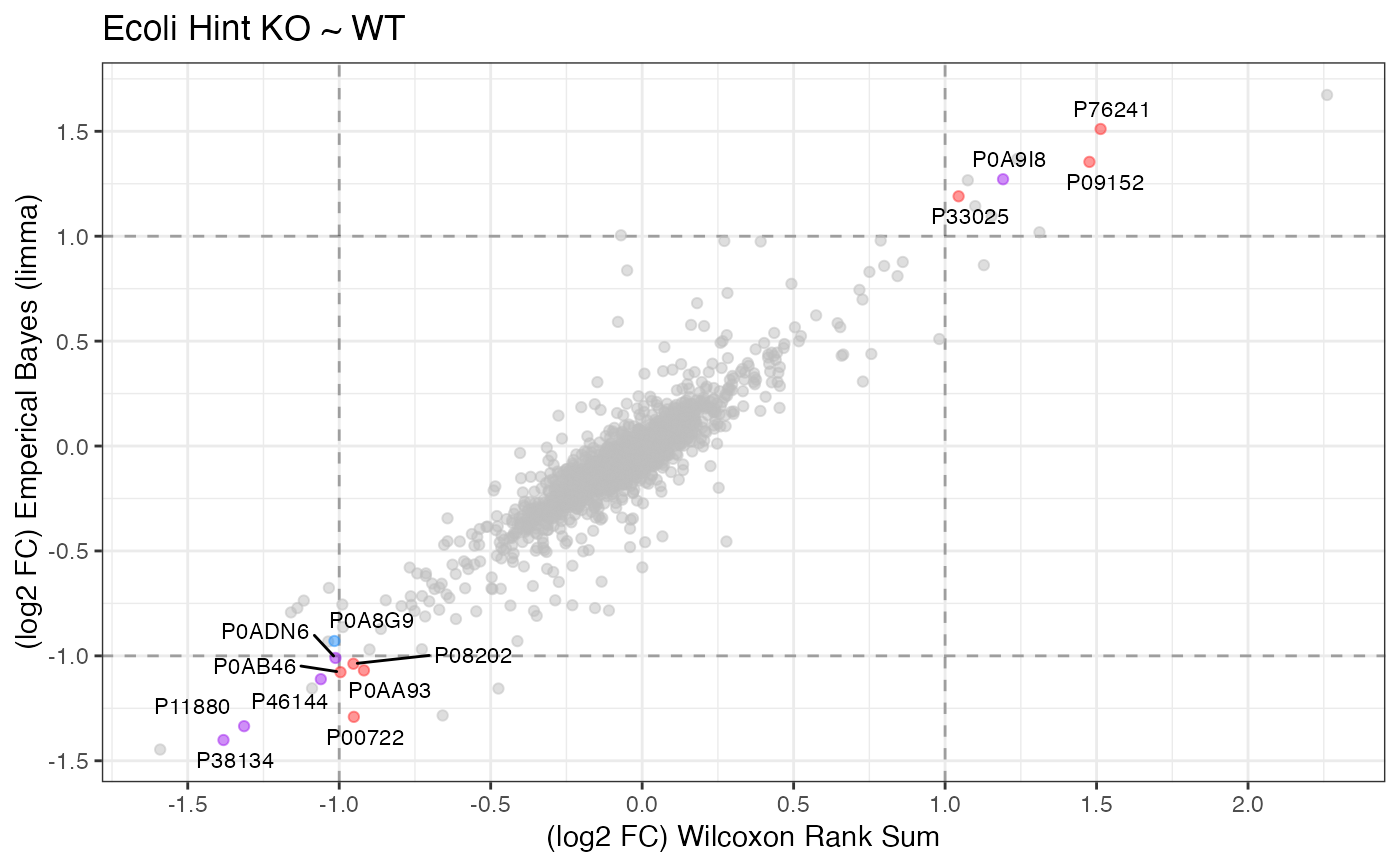 Ecoli Hint KO ~ WT
(log2 FC) Emperical Bayes (limma)
1.5
1.0
0.5
0.0
-0.5
-1.0
-1.5
P76241
P0A9I8
P09152
P33025
P0A8G9
P0ADN6
P08202
P0AB46
P0AA93
P46144
P11880
P00722
P38134
-1.5
-1.0
-0.5
0.0
0.5
1.0
1.5
2.0
(log2 FC) Wilcoxon Rank Sum